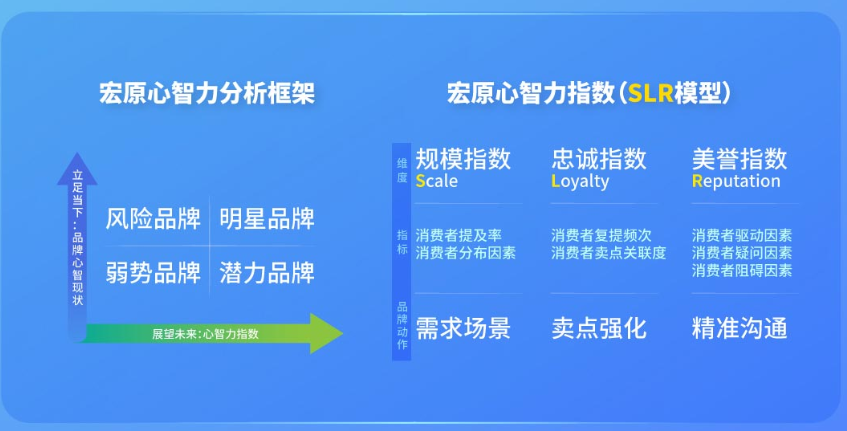 宏原心智力分析框架
立足当下：品牌心智现状
风险品牌
明星品牌
弱势品牌
潜力品牌
展望未来：心智力指数
宏原心智力指数（SLR模型）
维度
规模指数
Scale
忠诚指数
Loyalty
美誉指数
Reputation
指标
消费者提及率
消费者分布因素
消费者复提频次
消费者卖点关联度
消费者驱动因素
消费者疑问因素
消费者阻碍因素
品牌动作
需求场景
卖点强化
精准沟通